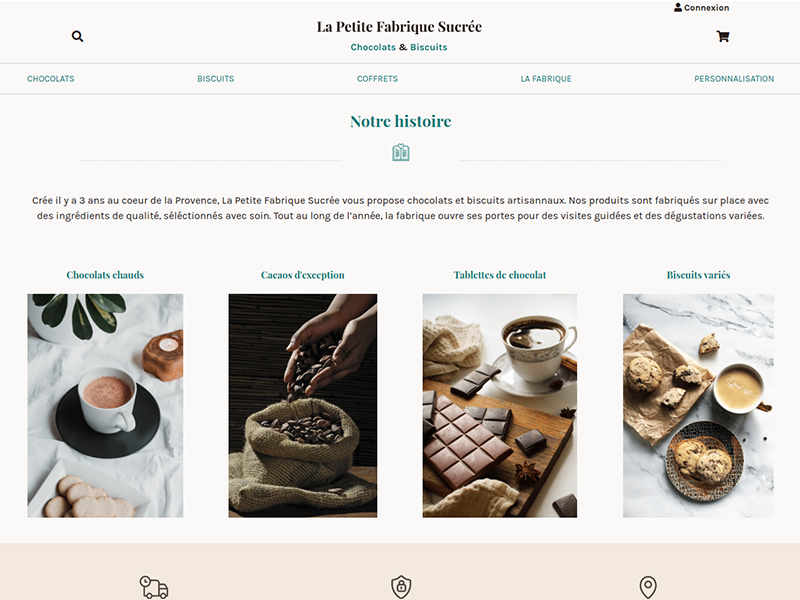 Connexion
La Petite Fabrique Sucrée
Chocolats & Biscuits
CHOCOLATS BISCUITS COFFRETS LA FABRIQUE PERSONNALISATION
Notre histoire
Crée il y a 3 ans au coeur de la Provence, La Petite Fabrique Sucrée vous propose chocolats et biscuits artisannaux. Nos produits sont fabriqués sur place avec
des ingrédients de qualité, séléctionnés avec soin. Tout au long de l'année, la fabrique ouvre ses portes pour des visites guidées et des dégustations variées.
Chocolats chauds Cacaos d'exception Tablettes de chocolat Biscuits variés